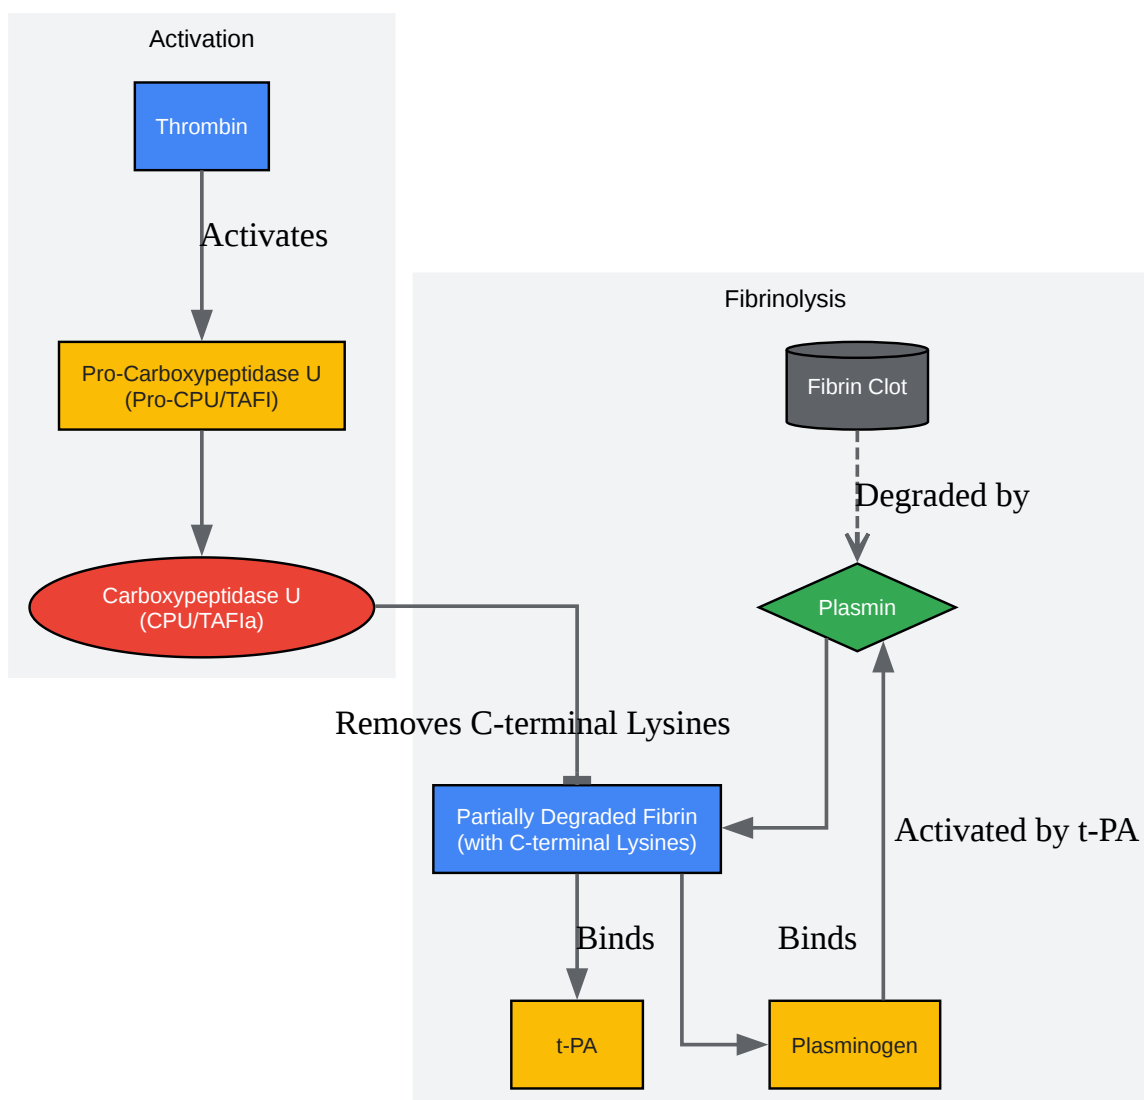 Activation
Thrombin
Activates
Pro-Carboxypeptidase U
(Pro-CPU/TAFI)
Carboxypeptidase U
(CPU/TAFIa)
Fibrinolysis
Fibrin Clot
Degraded by
Plasmin
Removes C-terminal Lysines
Partially Degraded Fibrin
(with C-terminal Lysines)
Activated by t-PA
Binds
Binds
t-PA
Plasminogen